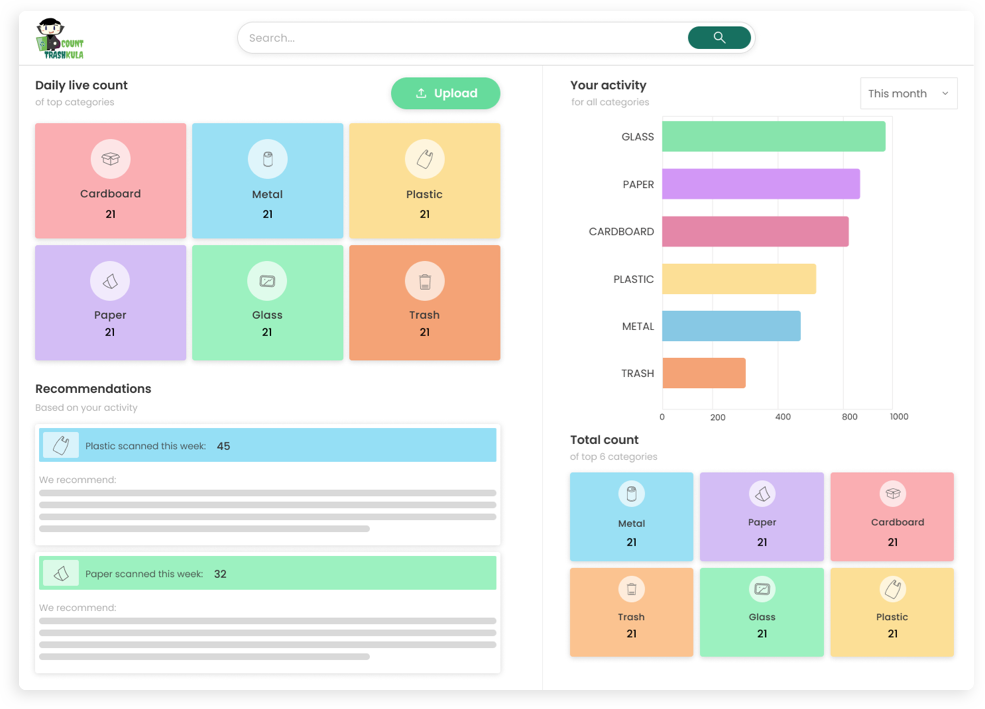 COUNT
TRASHKULA
Search...
Daily live count
of top categories
Upload
Cardboard
21
Metal
21
Plastic
21
Paper
21
Glass
21
Trash
21
Recommendations
Based on your activity
Plastic scanned this week: 45
We recommend:
Paper scanned this week: 32
We recommend:
Your activity
for all categories
This month
GLASS
PAPER
CARDBOARD
PLASTIC
METAL
TRASH
0 200 400 800 1000
Total count
of top 6 categories
Metal
21
Paper
21
Cardboard
21
Trash
21
Glass
21
Plastic
21